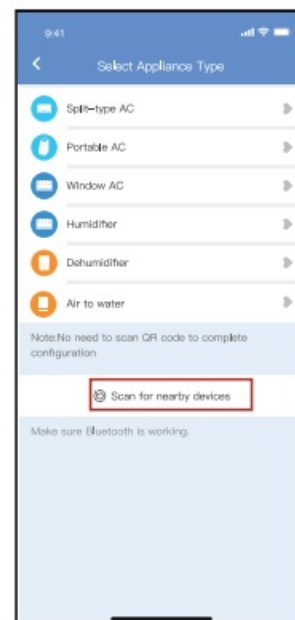 9:41
Select Appliance Type
Split-type AC
Portable AC
Window AC
Humidifier
Dehumidifier
Air to water
Note:No need to scan QR code to complete
configuration
Scan for nearby devices
Make sure Bluetooth is working.